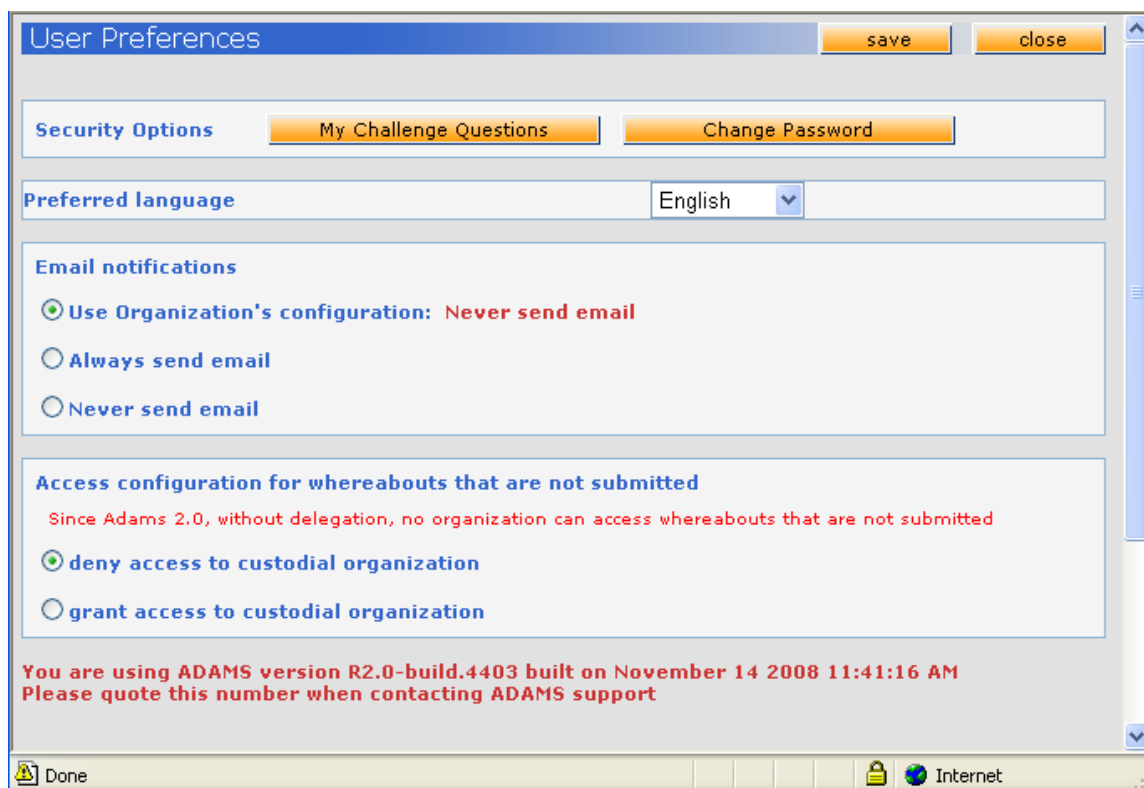 User Preferences save close
Security Options My Challenge Questions Change Password
Preferred language English
Email notifications
Use Organization's configuration: Never send email
Always send email
Never send email
Access configuration for whereabouts that are not submitted
Since Adams 2.0, without delegation, no organization can access whereabouts that are not submitted
deny access to custodial organization
grant access to custodial organization
You are using ADAMS version R2.0-build.4403 built on November 14 2008 11:41:16 AM
Please quote this number when contacting ADAMS support
Done Internet